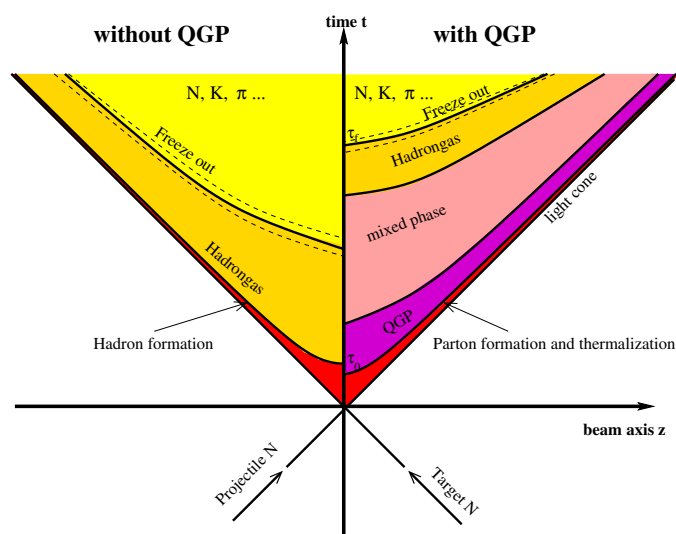 time t
without QGP
with QGP
N, K, π ...
N, K, π ...
Freeze out
Freeze out
τf
Hadrongas
Hadrongas
mixed phase
light cone
QGP
τ0
Hadron formation
Parton formation and thermalization
beam axis z
Projectile N
Target N